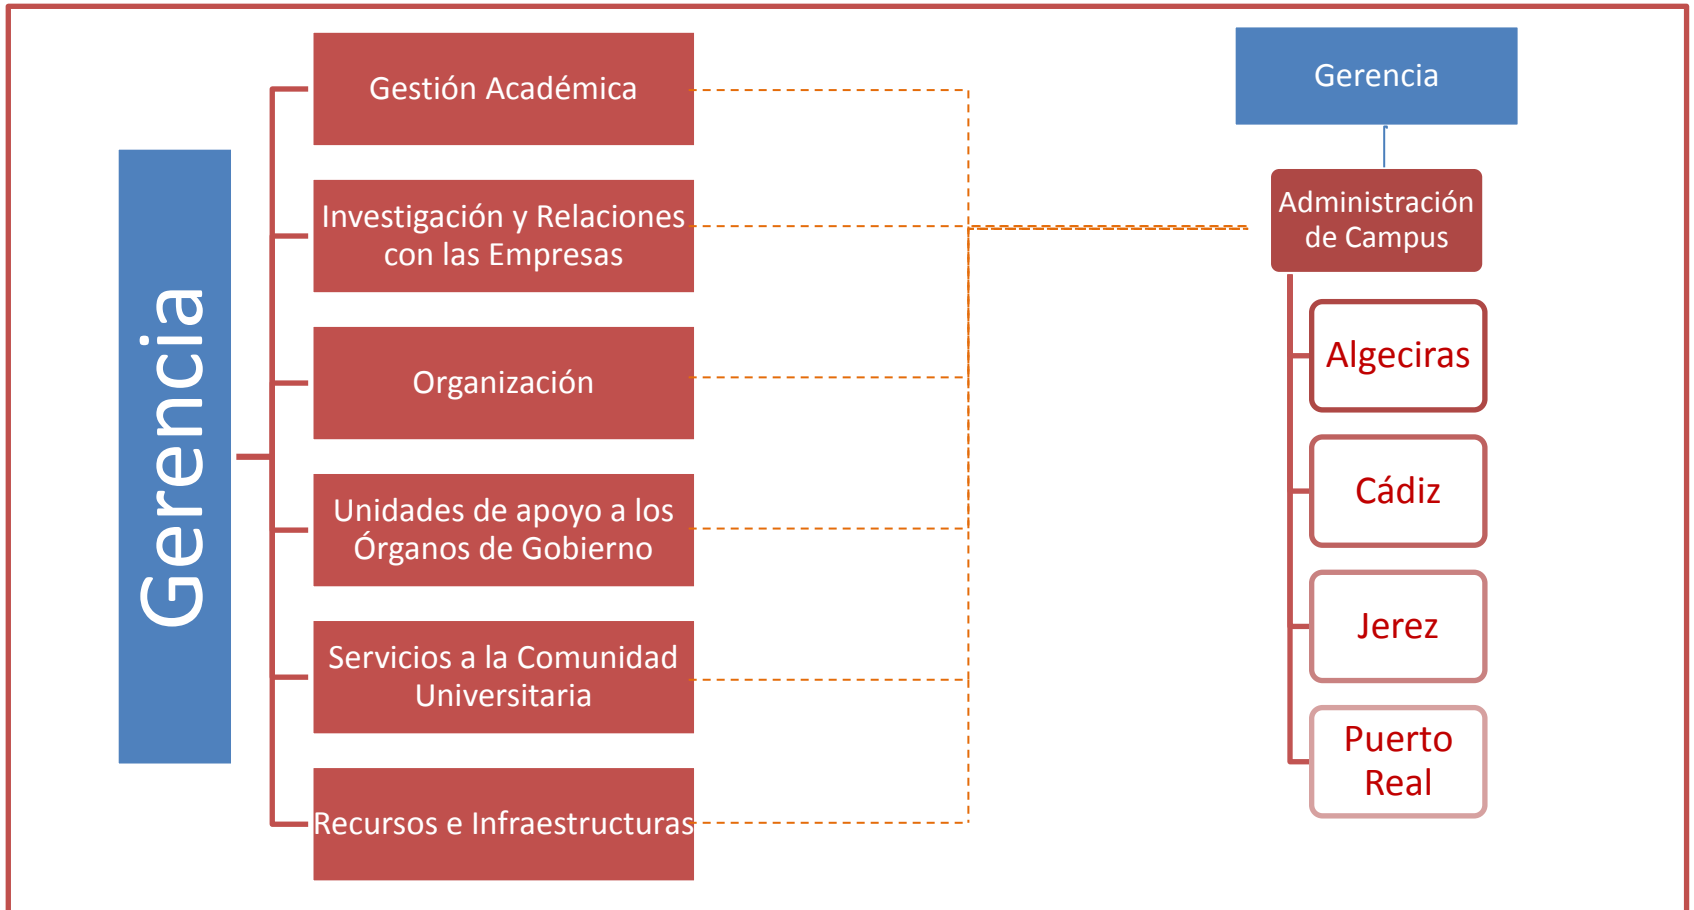 Gerencia
Gestión Académica
Investigación y Relaciones
con las Empresas
Organización
Unidades de apoyo a los
Órganos de Gobierno
Servicios a la Comunidad
Universitaria
Recursos e Infraestructuras
Gerencia
Administración
de Campus
Algeciras
Cádiz
Jerez
Puerto
Real